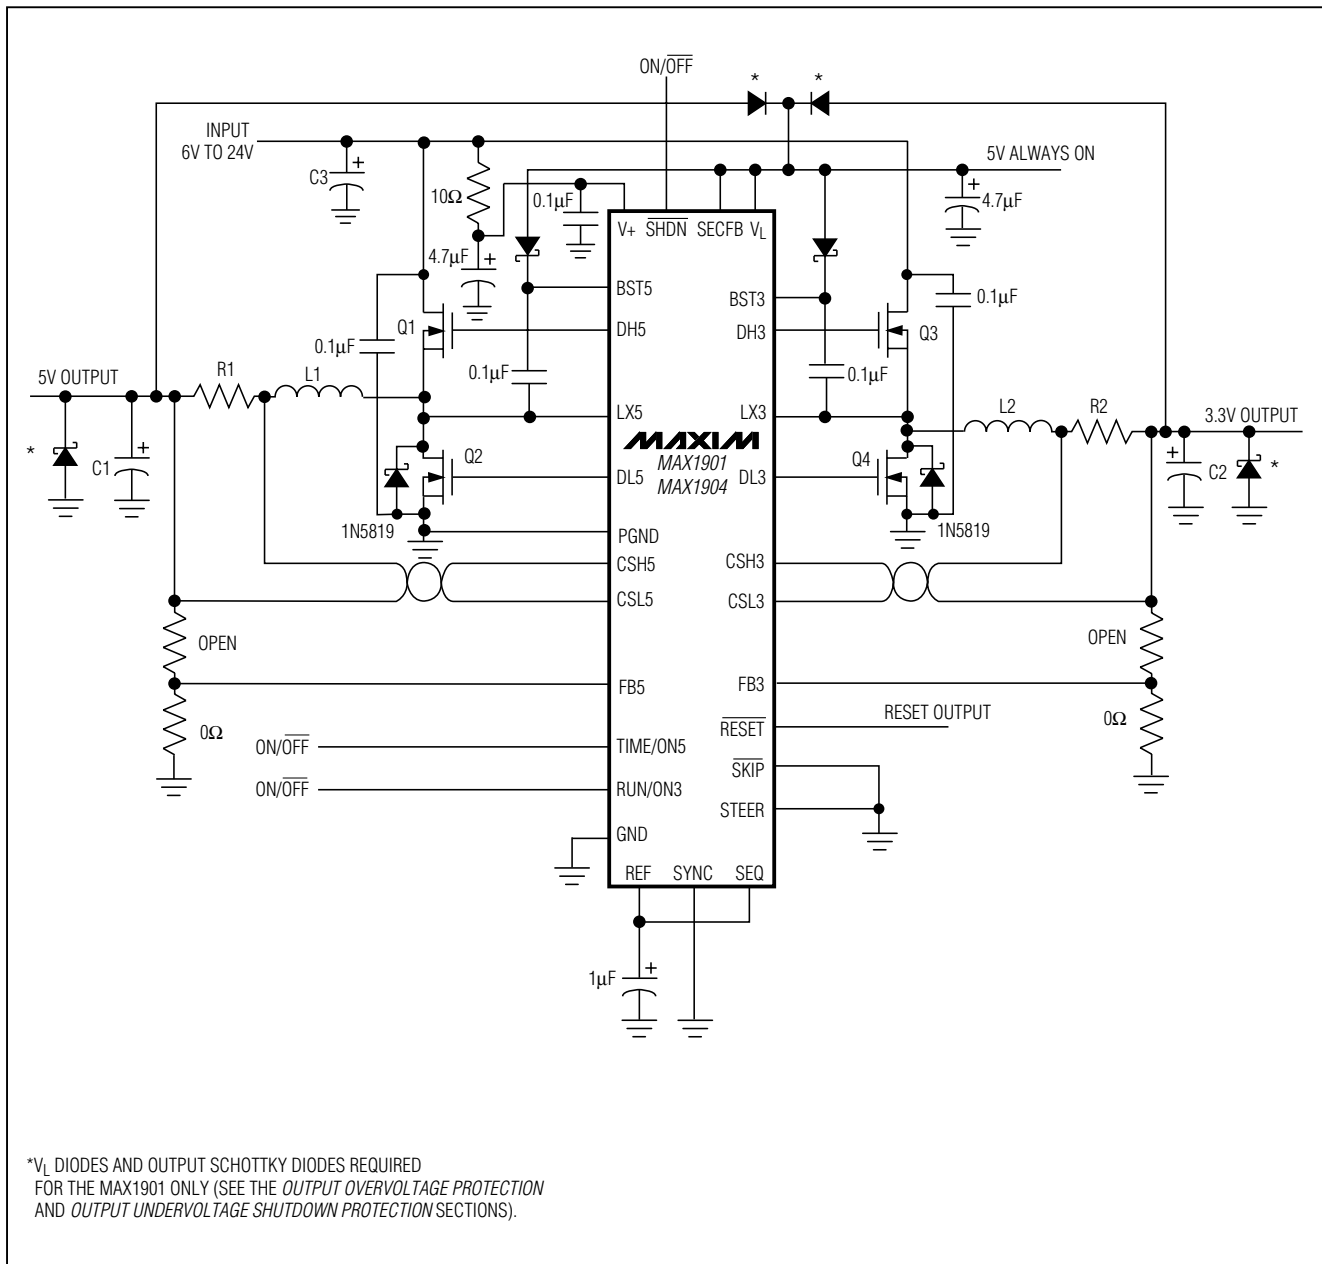 ON/OFF
* *
INPUT
6V TO 24V
5V ALWAYS ON
C3
+
10Ω
0.1µF
+
4.7µF
V+ SHDN SECFB VL
4.7µF
+
BST5
BST3
0.1µF
Q1
DH5
DH3
Q3
0.1µF
5V OUTPUT
R1
L1
0.1µF
0.1µF
LX5
LX3
L2
R2
3.3V OUTPUT
*
C1
+
Q2
MAXIM
MAX1901
MAX1904
Q4
+
C2
*
DL5
DL3
1N5819
1N5819
PGND
CSH5
CSH3
CSL5
CSL3
OPEN
OPEN
FB5
FB3
0Ω
RESET
RESET OUTPUT
0Ω
ON/OFF
TIME/ON5
SKIP
ON/OFF
RUN/ON3
STEER
GND
REF SYNC SEQ
1µF
+
*VL DIODES AND OUTPUT SCHOTTKY DIODES REQUIRED
FOR THE MAX1901 ONLY (SEE THE OUTPUT OVERVOLTAGE PROTECTION
AND OUTPUT UNDERVOLTAGE SHUTDOWN PROTECTION SECTIONS).